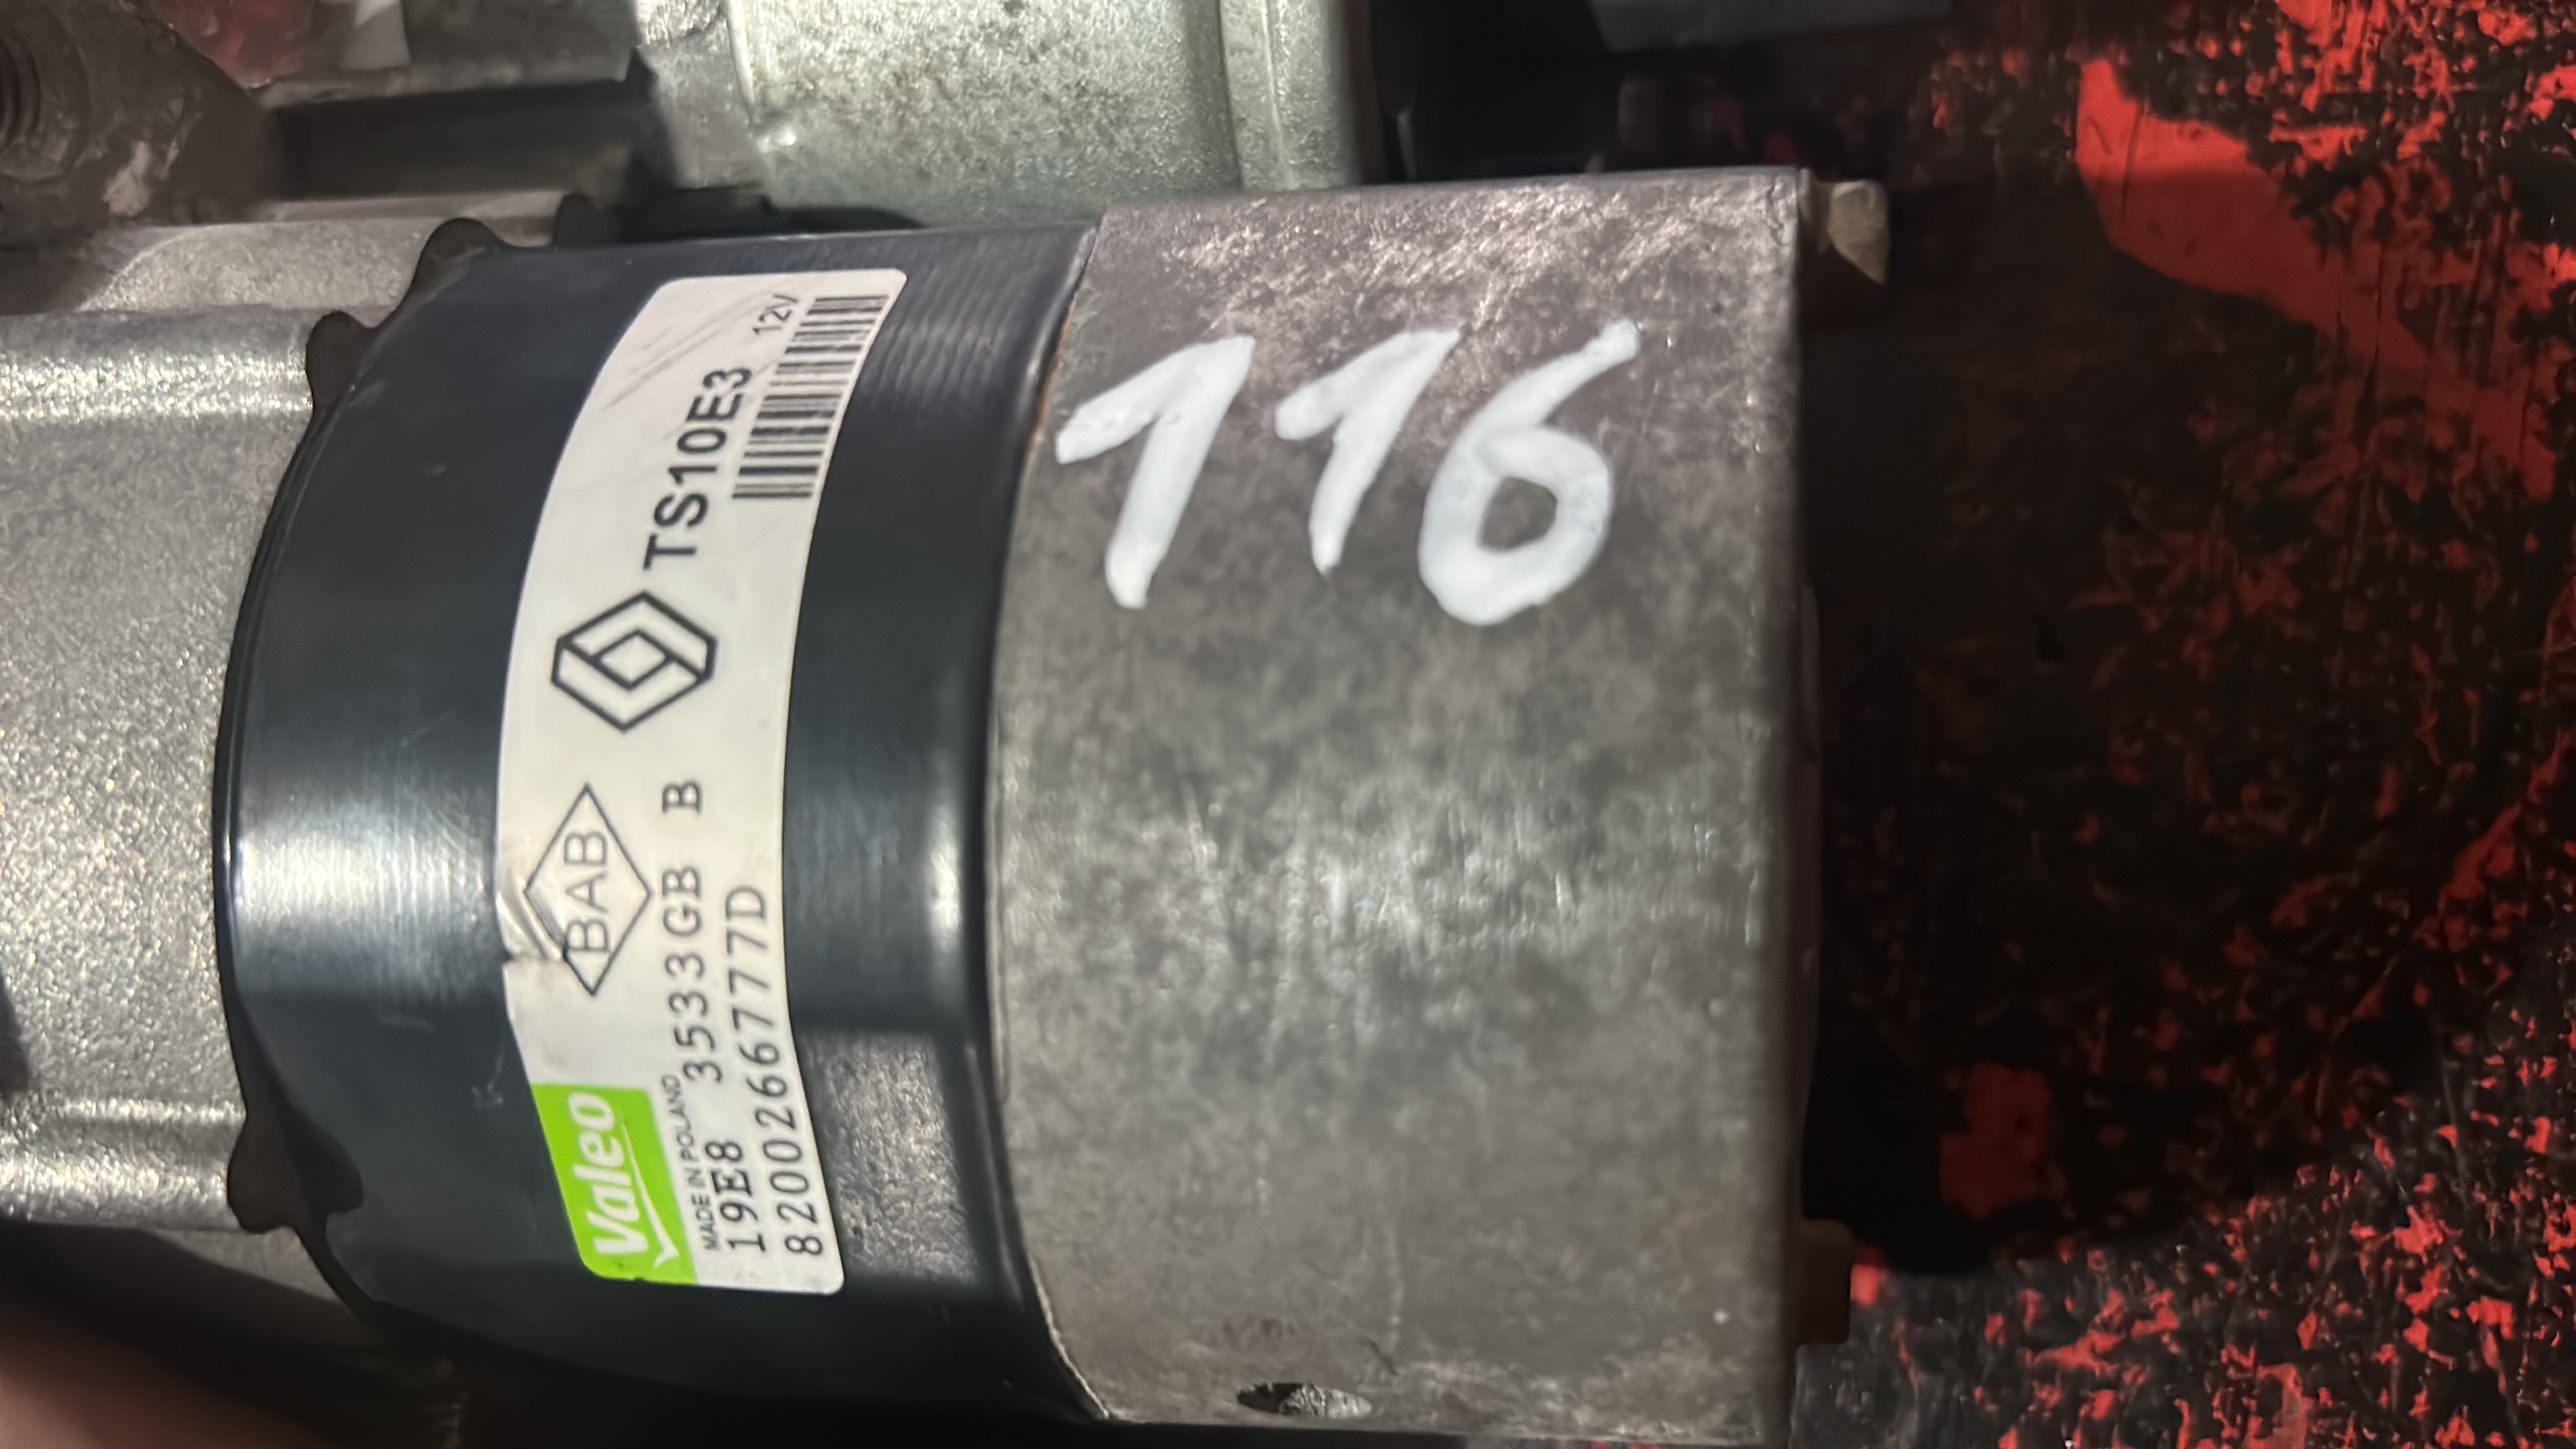 Valeo
BAB
TS10E3
12V
MADE IN POLAND
19E8 3533GB B
8200266777D
116